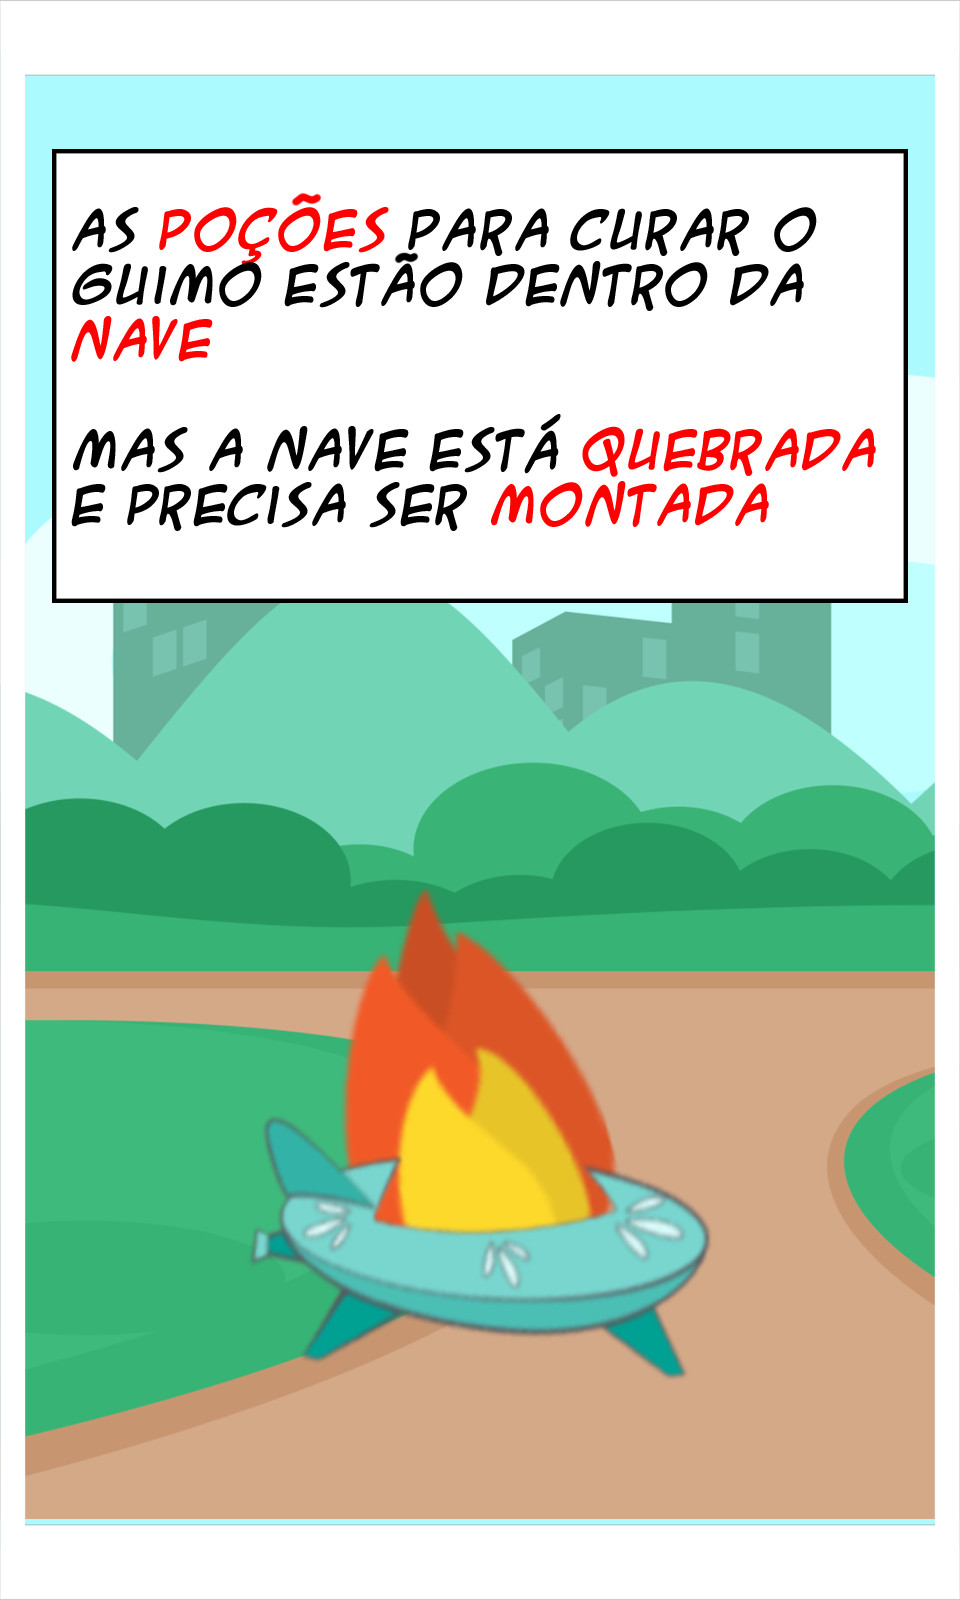 AS POÇÕES PARA CURAR O
GUIMO ESTÃO DENTRO DA
NAVE
MAS A NAVE ESTÁ QUEBRADA
E PRECISA SER MONTADA